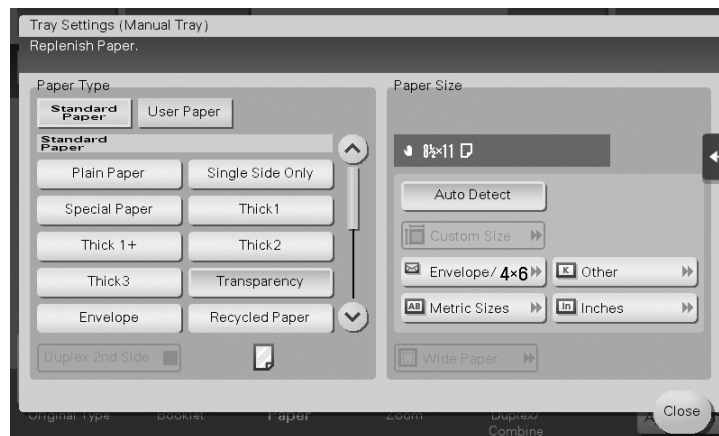 Tray Settings (Manual Tray)
Replenish Paper.
Paper Type
Standard
Paper
User Paper
Standard
Paper
Plain Paper
Single Side Only
Special Paper
Thick1
Thick 1+
Thick2
Thick3
Transparency
Envelope
Recycled Paper
Duplex 2nd Side
Paper Size
8½×11
Auto Detect
Custom Size
Envelope/ 4×6
K Other
AB Metric Sizes
In Inches
Wide Paper
Close
Original Type
Booklet
Paper
Zoom
Duplex/
Combine